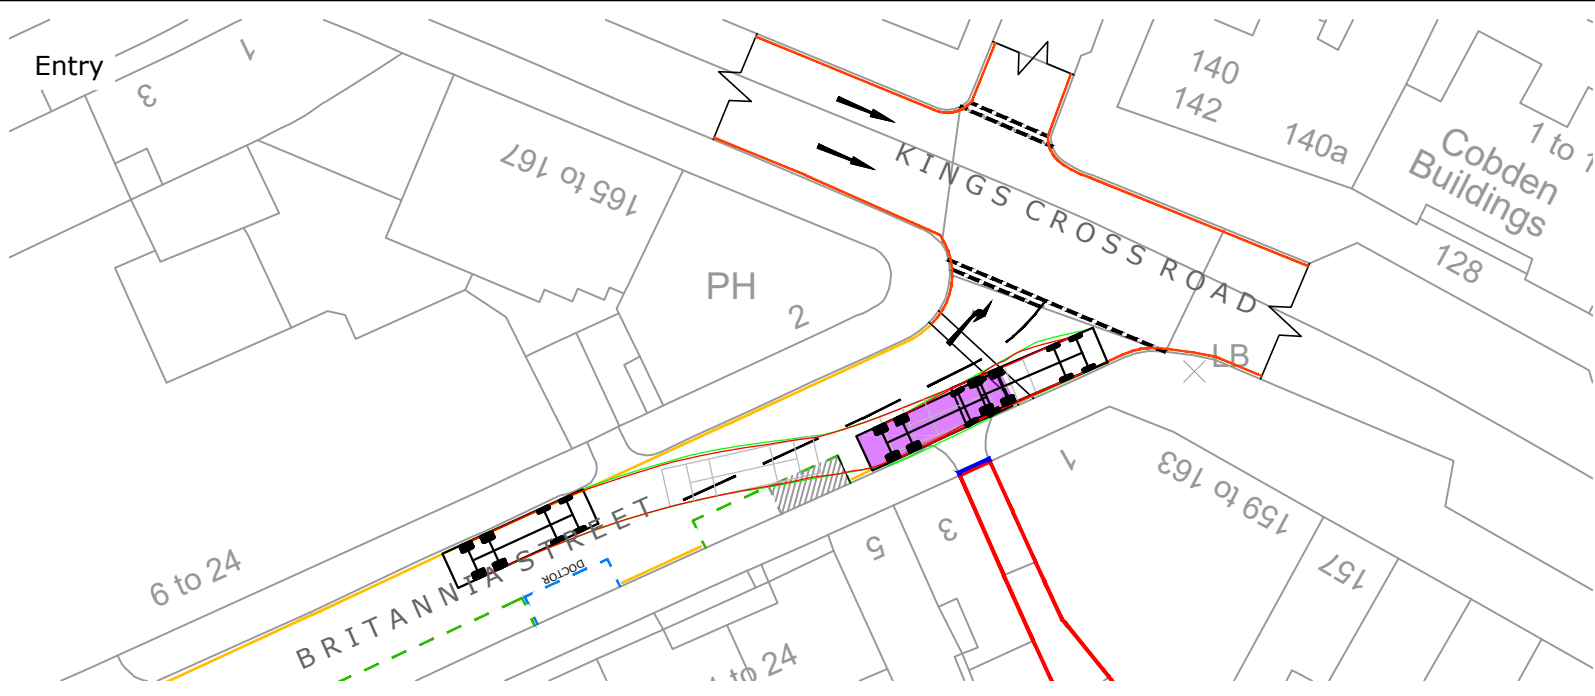 Entry
1
3
140
142
140a
1 to 1
Cobden
Buildings
128
165 to 167
KINGS CROSS ROAD
PH
2
LB
1
159 to 163
3
5
157
6 to 24
DOCTOR
BRITANNIA STREET
1 to 24